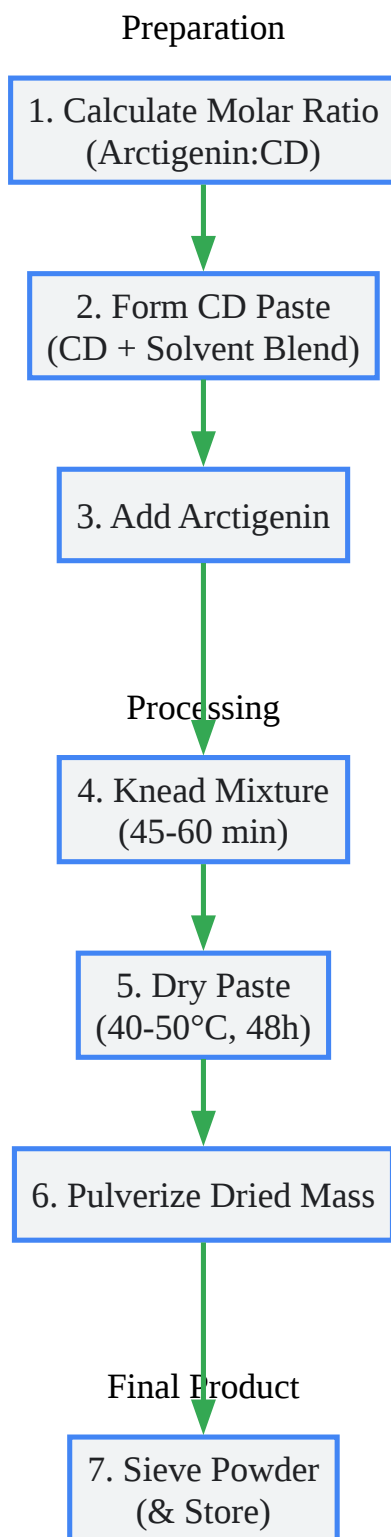 Preparation
1. Calculate Molar Ratio
(Arctigenin:CD)
2. Form CD Paste
(CD + Solvent Blend)
3. Add Arctigenin
Processing
4. Knead Mixture
(45-60 min)
5. Dry Paste
(40-50°C, 48h)
6. Pulverize Dried Mass
Final Product
7. Sieve Powder
(& Store)